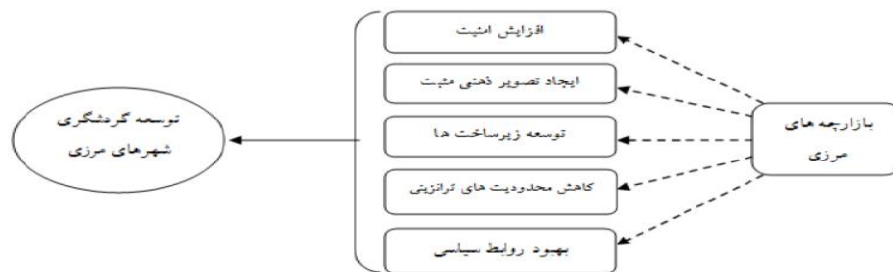 بازارچه های
مرزی
افزایش امنیت
ایجاد تصویر ذهنی مثبت
توسعه زیرساخت ها
کاهش محدودیت های ترانزیتی
بهبود روابط سیاسی
توسعه گردشگری
شهرهای مرزی